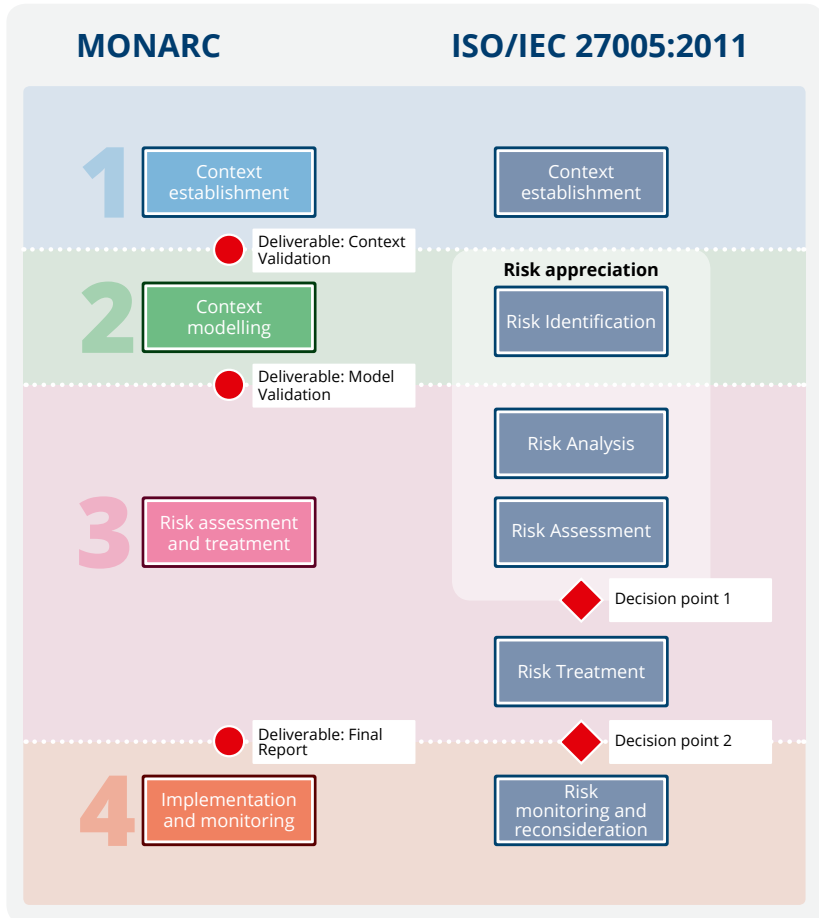 MONARC
ISO/IEC 27005:2011
1
Context
establishment
Context
establishment
Deliverable: Context
Validation
Risk appreciation
2
Context
modelling
Risk Identification
Deliverable: Model
Validation
Risk Analysis
3
Risk assessment
and treatment
Risk Assessment
Decision point 1
Risk Treatment
Deliverable: Final
Report
Decision point 2
4
Implementation
and monitoring
Risk
monitoring and
reconsideration